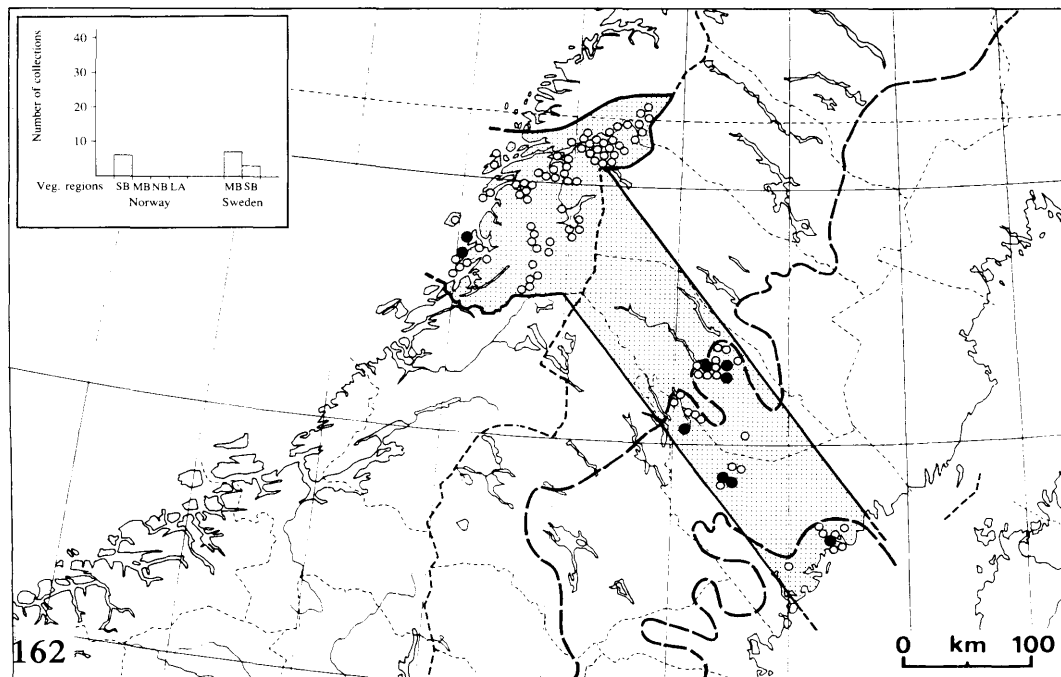 Number of collections
40
30
20
10
Veg. regions SB MB NB LA MB SB
Norway Sweden
162
0 km 100